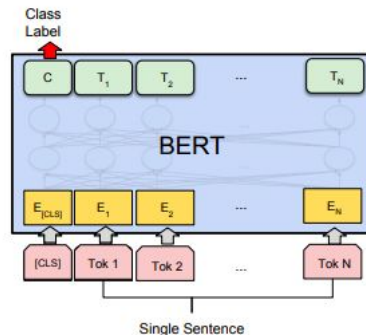 Class
Label
C T1 T2 ... TN
BERT
E[CLS] E1 E2 ... EN
[CLS] Tok 1 Tok 2 ... Tok N
Single Sentence